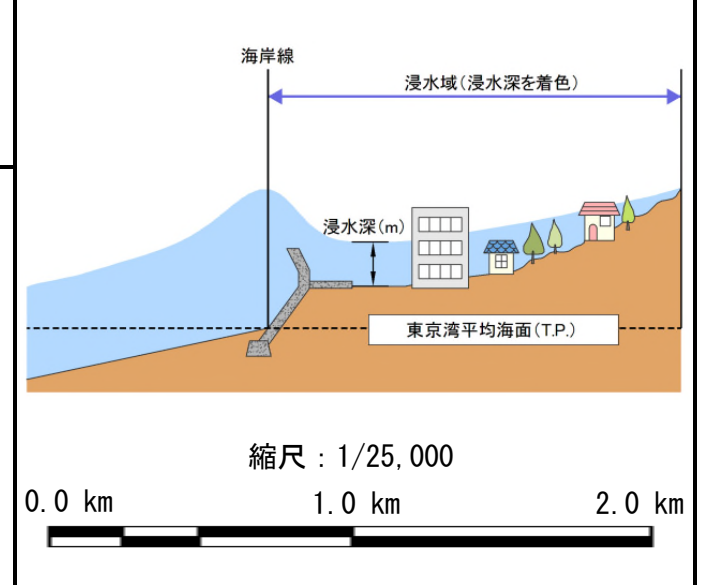 海岸線
浸水域(浸水深を着色)
浸水深(m)
東京湾平均海面(T.P.)
縮尺：1/25,000
0.0 km 1.0 km 2.0 km